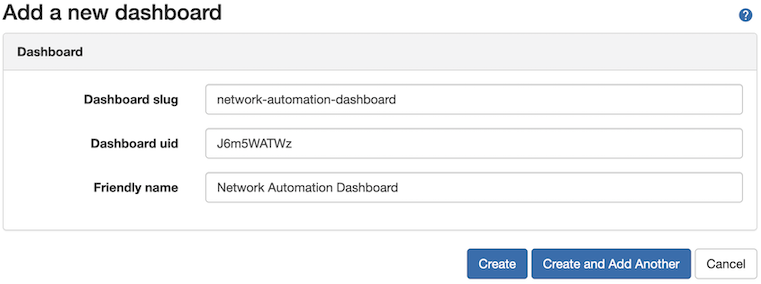 Add a new dashboard
?
Dashboard
Dashboard slug network-automation-dashboard
Dashboard uid J6m5WATWz
Friendly name Network Automation Dashboard
Create Create and Add Another Cancel